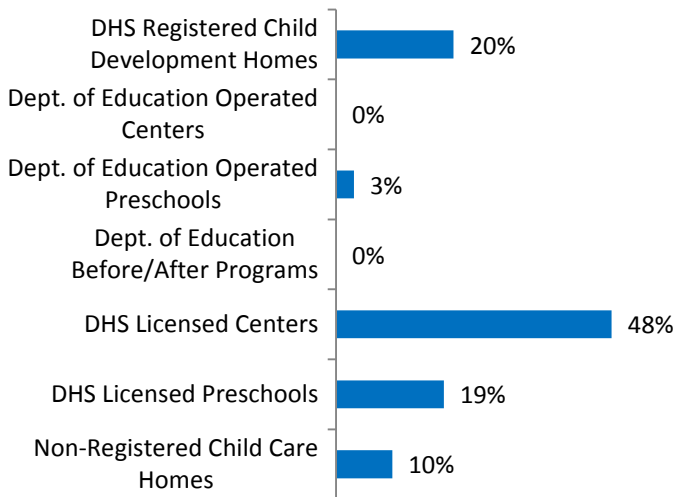 DHS Registered Child
Development Homes
20%
Dept. of Education Operated
Centers
0%
Dept. of Education Operated
Preschools
3%
Dept. of Education
Before/After Programs
0%
DHS Licensed Centers
48%
DHS Licensed Preschools
19%
Non-Registered Child Care
Homes
10%